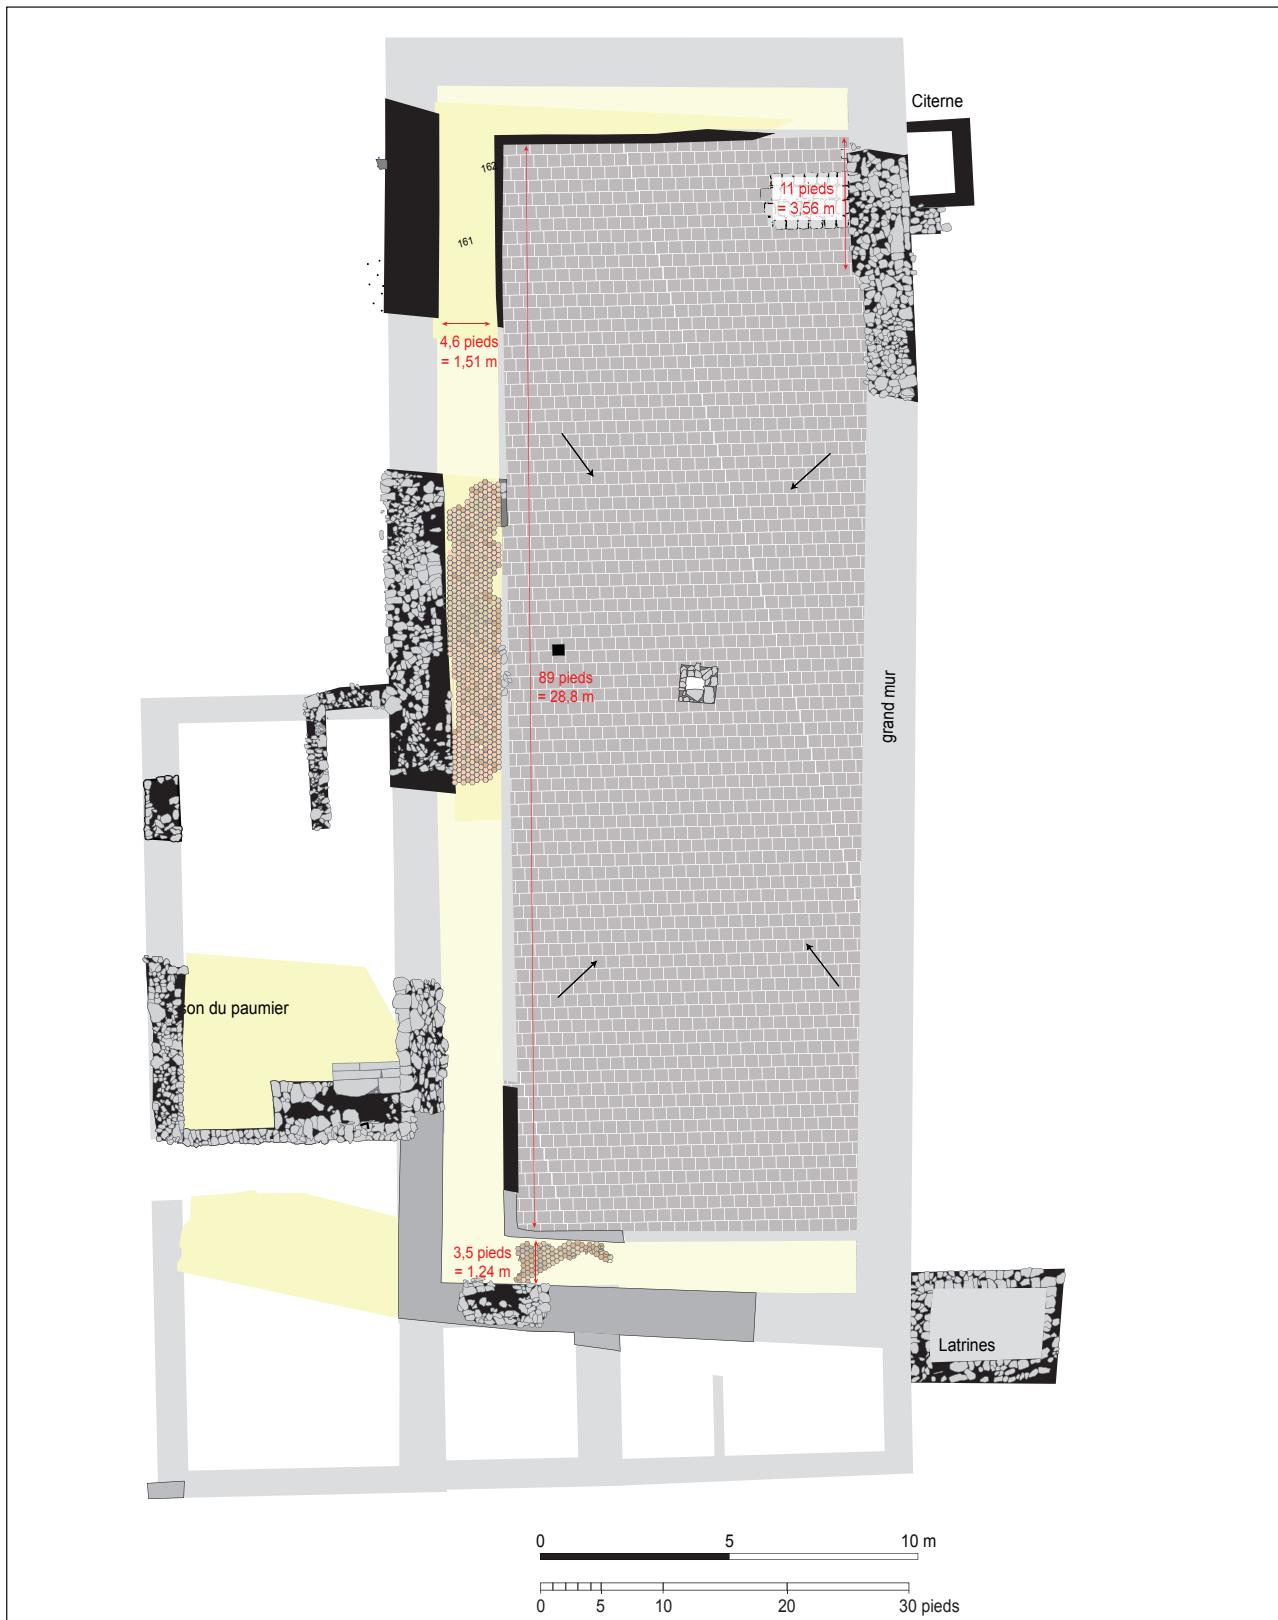 Citerne
162
11 pieds
= 3,56 m
161
4,6 pieds
= 1,51 m
89 pieds
= 28,8 m
grand mur
son du paumier
3,5 pieds
= 1,24 m
Latrines
0 5 10 m
0 5 10 20 30 pieds